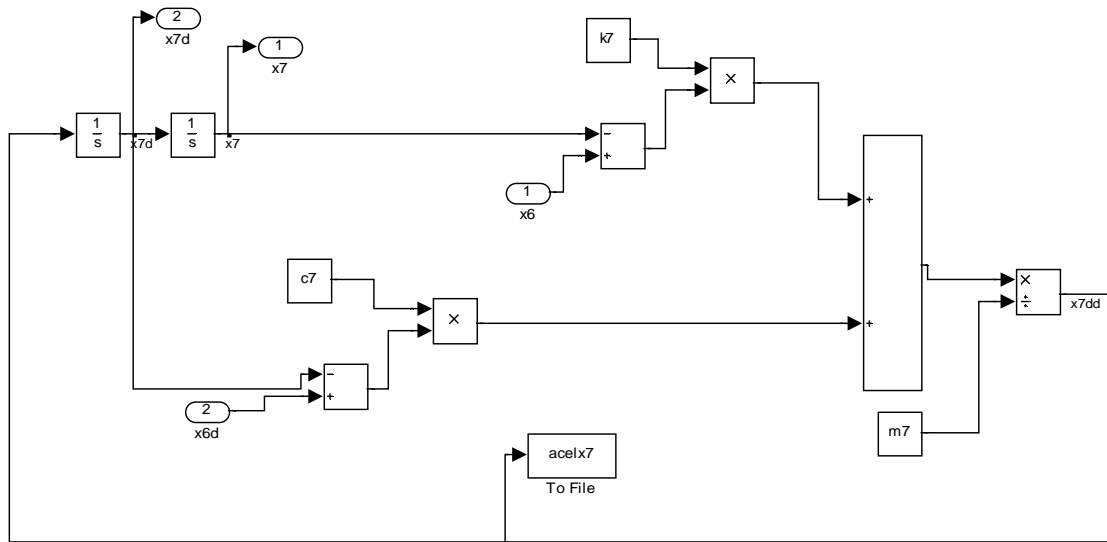 2
x7d
1
x7
k7
×
1
s
x7d
1
s
x7
-
+
1
x6
+
c7
×
×
÷
x7dd
+
-
+
2
x6d
m7
acelx7
To File